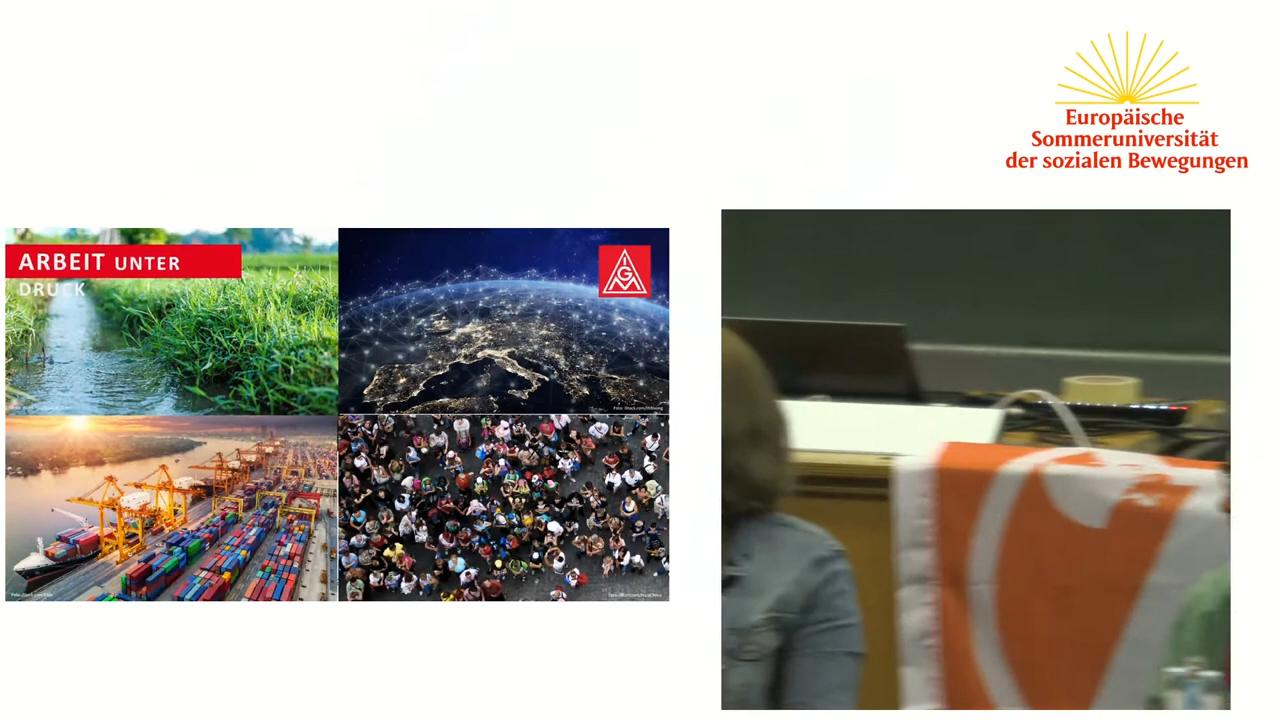 Europäische
Sommeruniversität
der sozialen Bewegungen
ARBEIT UNTER
DRUCK
IGM